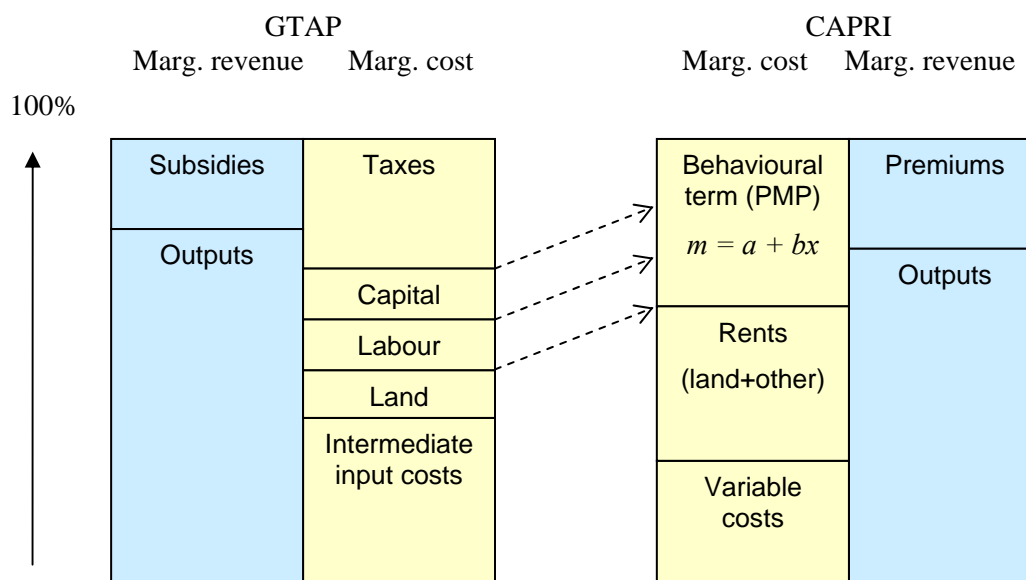 GTAP
Marg. revenue Marg. cost
CAPRI
Marg. cost Marg. revenue
100%
Subsidies
Outputs
Taxes
Capital
Labour
Land
Intermediate
input costs
Behavioural
term (PMP)
m = a + bx
Rents
(land+other)
Variable
costs
Premiums
Outputs